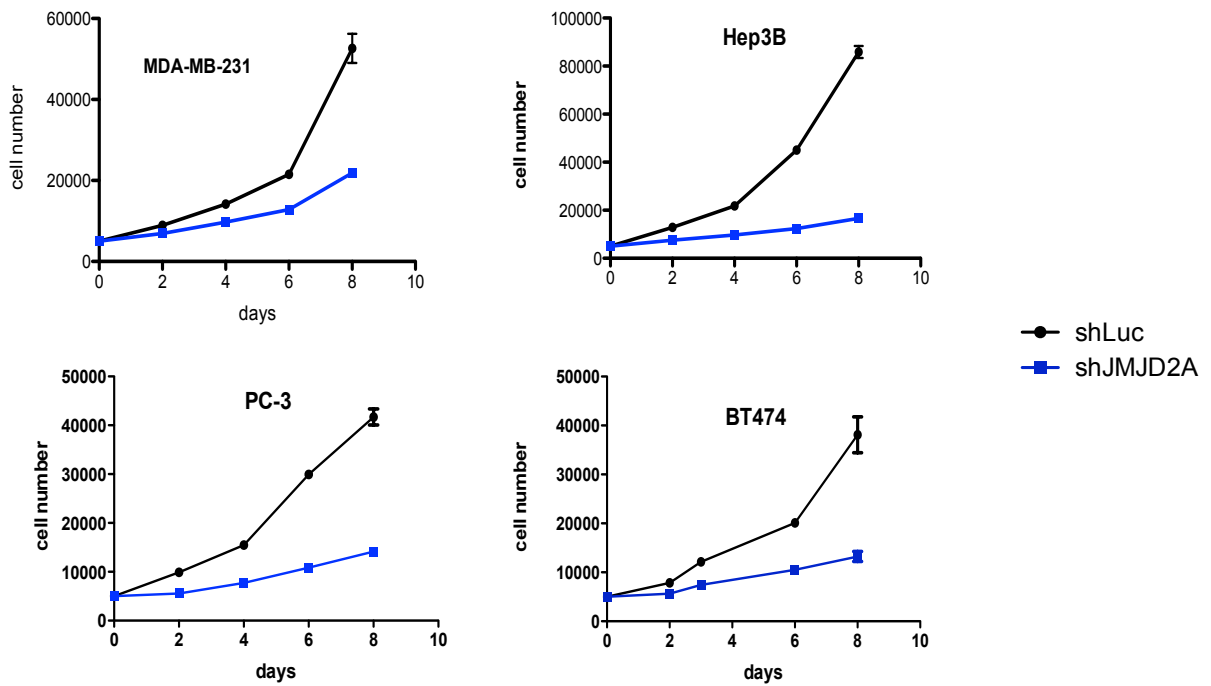 MDA-MB-231
60000
40000
20000
0
cell number
0 2 4 6 8 10
days
Hep3B
100000
80000
60000
40000
20000
0
cell number
0 2 4 6 8 10
shLuc
shJMJD2A
PC-3
50000
40000
30000
20000
10000
0
cell number
0 2 4 6 8 10
days
BT474
50000
40000
30000
20000
10000
0
cell number
0 2 4 6 8 10
days